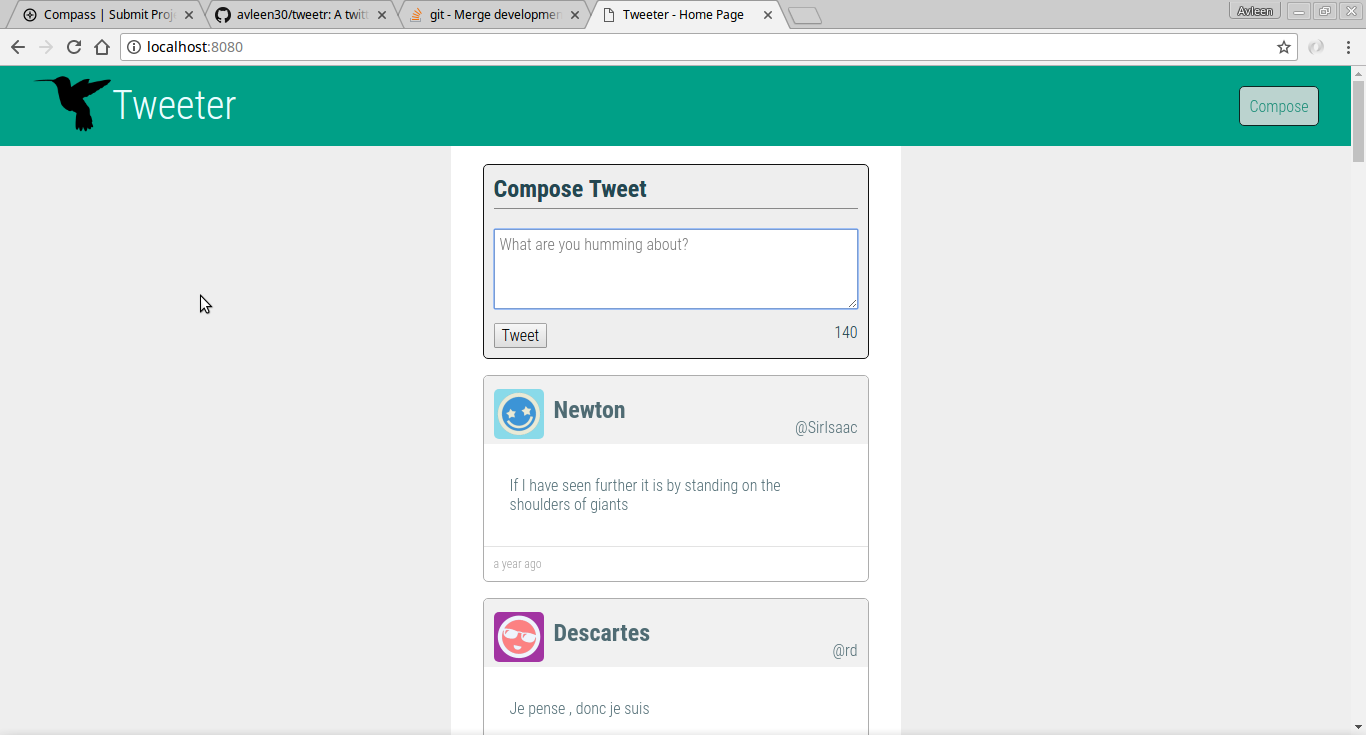 Compass | Submit Proj
avleen30/tweetr: A twitt
git - Merge developmen
Tweeter - Home Page
Avleen
localhost:8080
Tweeter
Compose
Compose Tweet
What are you humming about?
Tweet
140
Newton
@SirIsaac
If I have seen further it is by standing on the
shoulders of giants
a year ago
Descartes
@rd
Je pense , donc je suis